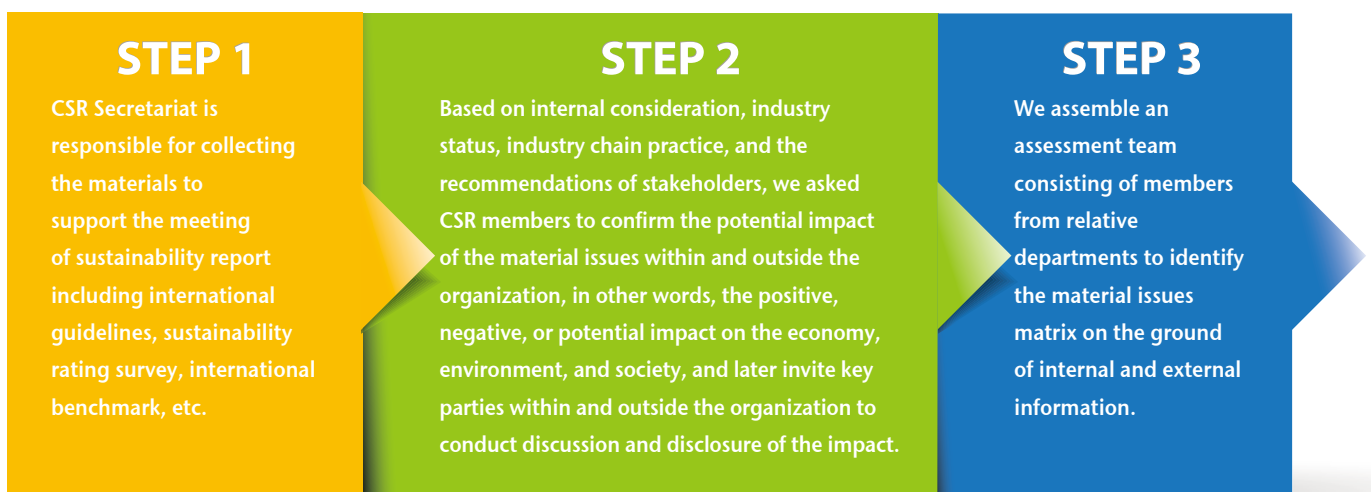 STEP 1
CSR Secretariat is
responsible for collecting
the materials to
support the meeting
of sustainability report
including international
guidelines, sustainability
rating survey, international
benchmark, etc.
STEP 2
Based on internal consideration, industry
status, industry chain practice, and the
recommendations of stakeholders, we asked
CSR members to confirm the potential impact
of the material issues within and outside the
organization, in other words, the positive,
negative, or potential impact on the economy,
environment, and society, and later invite key
parties within and outside the organization to
conduct discussion and disclosure of the impact.
STEP 3
We assemble an
assessment team
consisting of members
from relative
departments to identify
the material issues
matrix on the ground
of internal and external
information.